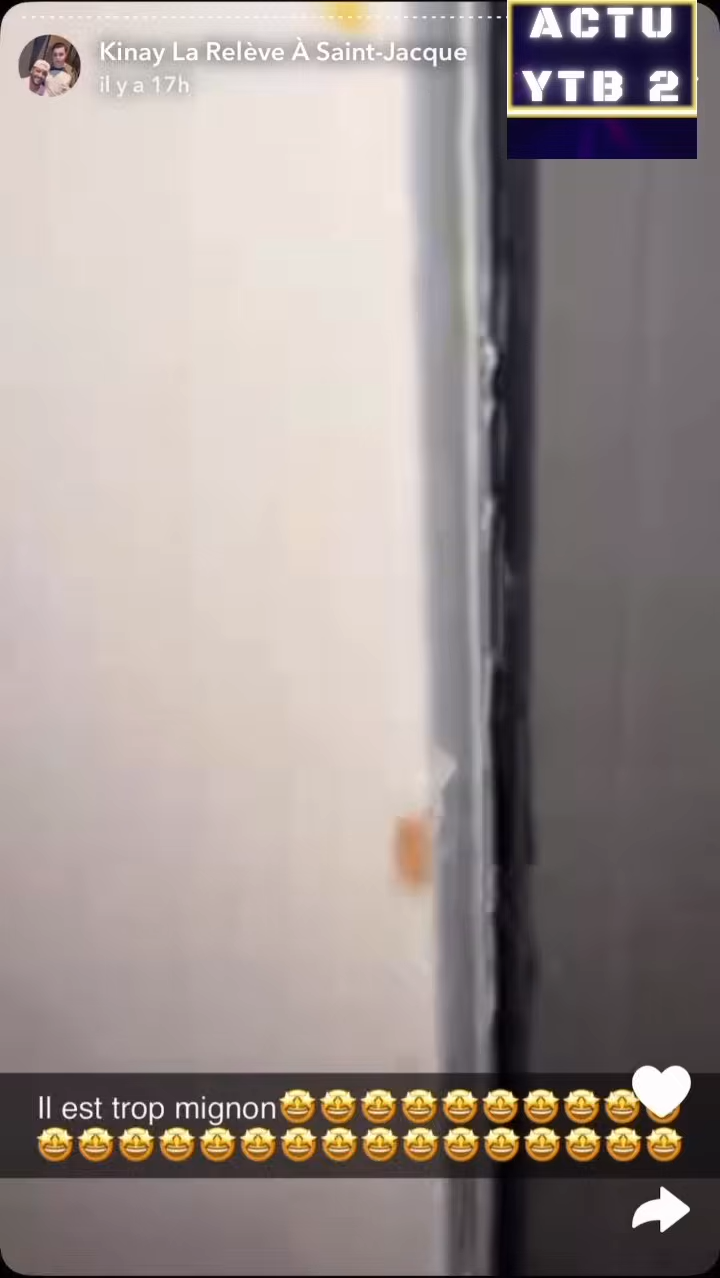 Kinay La Relève À Saint-Jacque
il y a 17h
ACTU
YTB 2
Il est trop mignon🤩🤩🤩🤩🤩🤩🤩🤩🤩🤩
🤩🤩🤩🤩🤩🤩🤩🤩🤩🤩🤩🤩🤩🤩🤩🤩